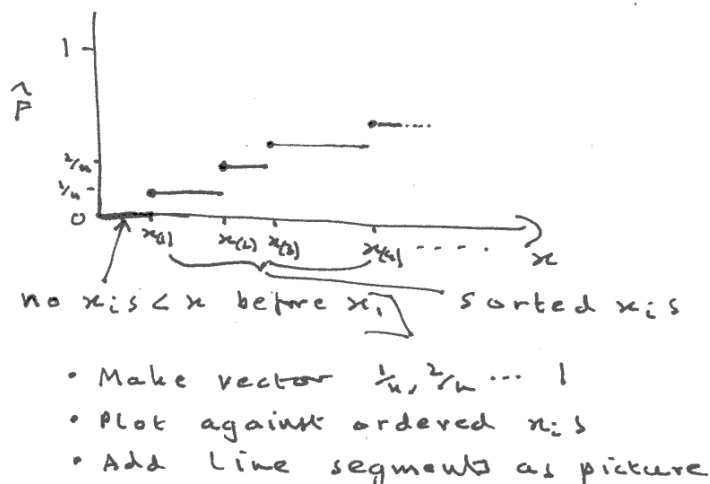 1
F̂
2/n
1/n
0
x(1) x(2) x(3) x(4) .....
x
no xᵢs < x before x₁ sorted xᵢs
• Make vector 1/n, 2/n ... 1
• Plot against ordered xᵢs
• Add line segments as picture